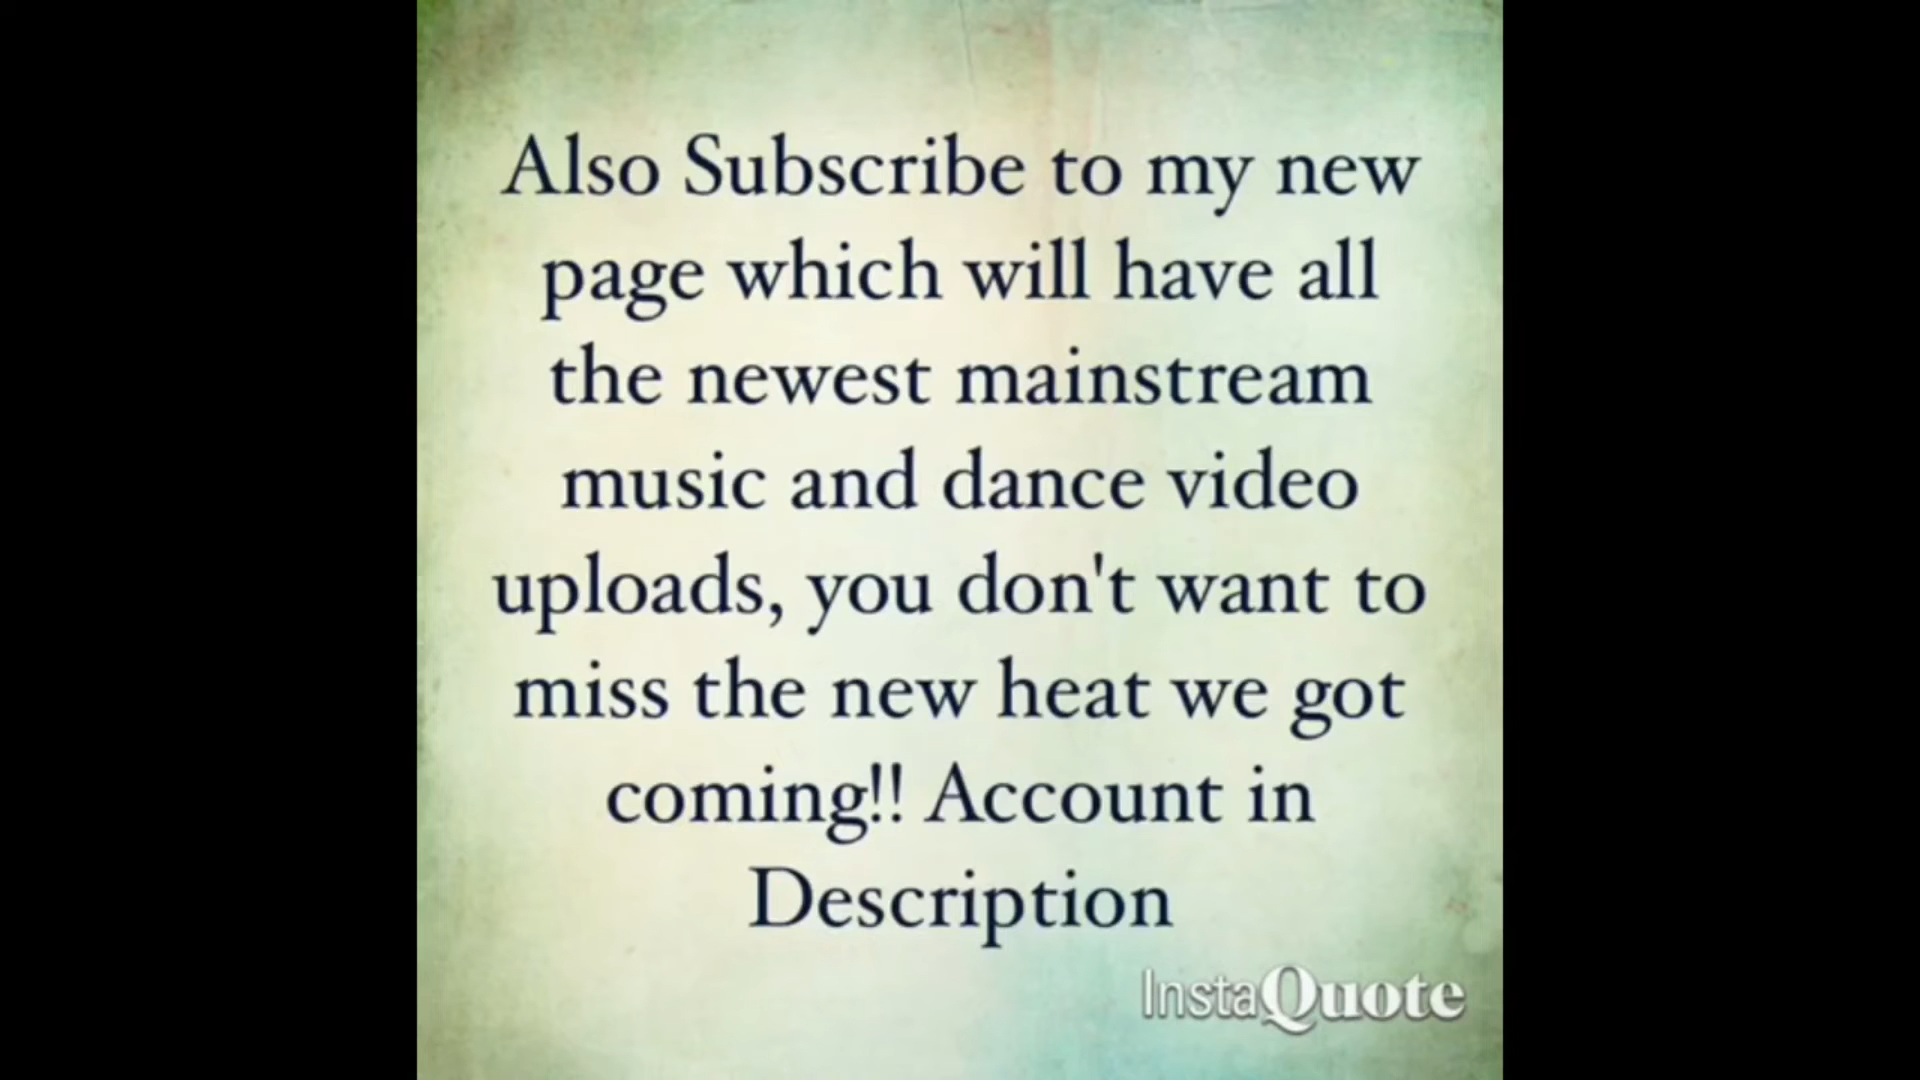 Also Subscribe to my new
page which will have all
the newest mainstream
music and dance video
uploads, you don't want to
miss the new heat we got
coming!! Account in
Description
InstaQuote